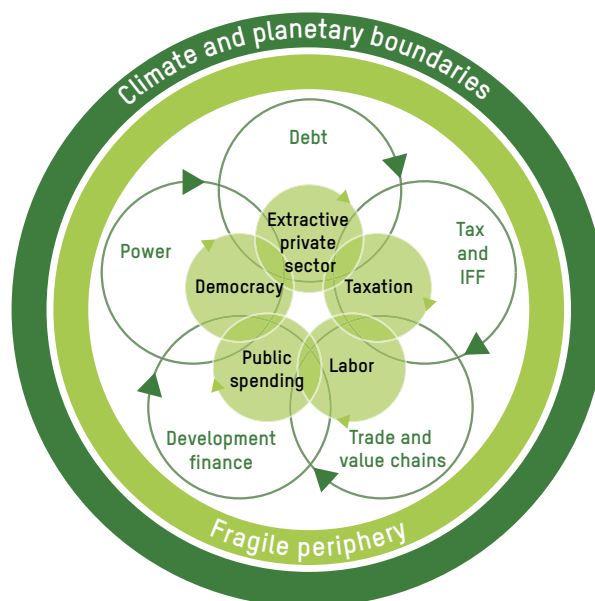 Climate and planetary boundaries
Debt
Extractive
private
sector
Power
Tax
and
IFF
Democracy
Taxation
Public
spending
Labor
Development
finance
Trade and
value chains
Fragile periphery